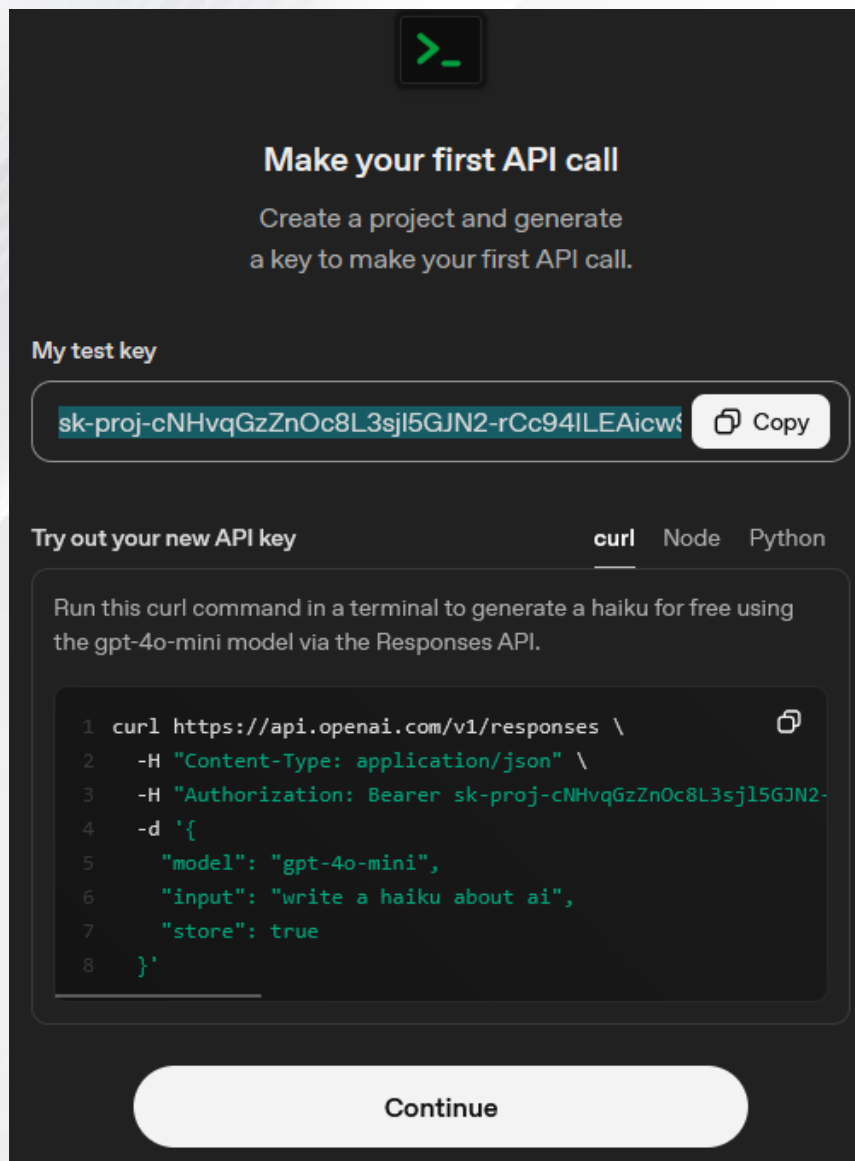 >_
Make your first API call
Create a project and generate
a key to make your first API call.
My test key
Copy
Try out your new API key
curl Node Python
Run this curl command in a terminal to generate a haiku for free using
the gpt-4o-mini model via the Responses API.
1 curl https://api.openai.com/v1/responses \
2 -H "Content-Type: application/json" \
3 -H "Authorization: Bearer sk-proj-cNHvqGzZnOc8L3sjl5GJN2-
4 -d '{
5 "model": "gpt-4o-mini",
6 "input": "write a haiku about ai",
7 "store": true
8 }'
Continue